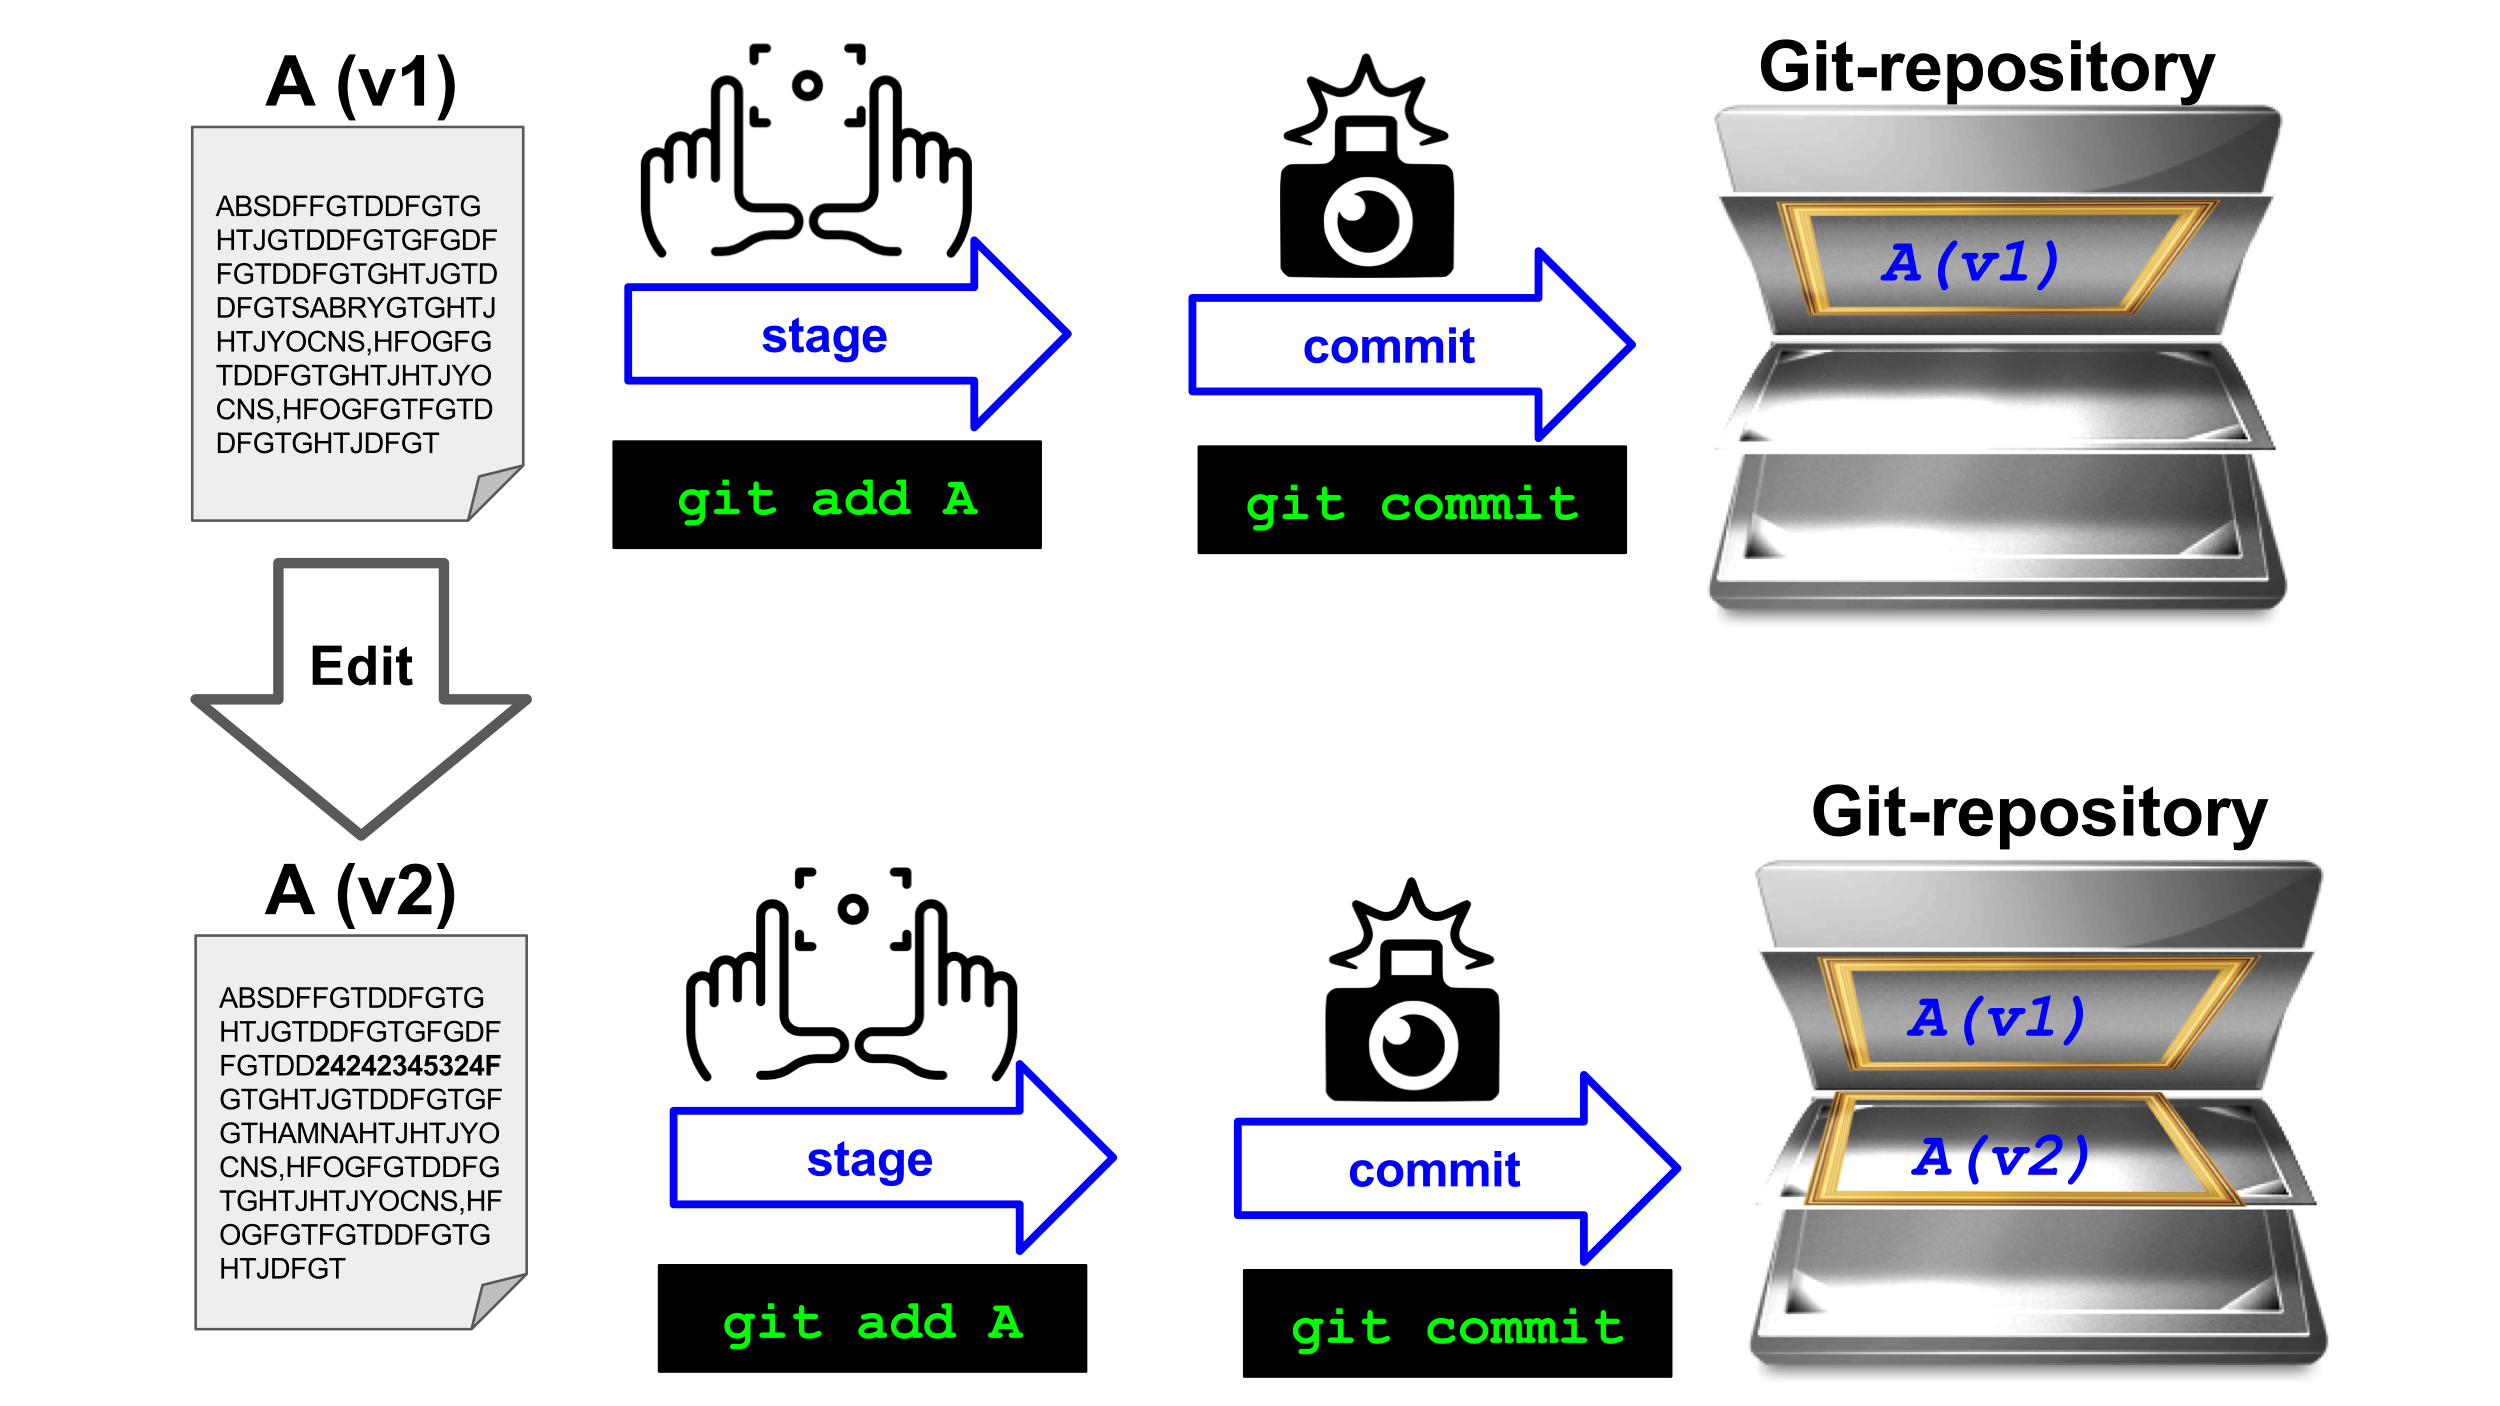 A (v1)
ABSDFFGTDDFGTG
HTJGTDDFGTGFGDF
FGTDDFGTGHTJGTD
DFGTSABRYGTGHTJ
HTJYOCNS,HFOGFG
TDDFGTGHTJHTJYO
CNS,HFOGFGTFGTD
DFGTGHTJDFGT
stage
git add A
commit
git commit
Git-repository
A(v1)
Edit
A (v2)
ABSDFFGTDDFGTG
HTJGTDDFGTGFGDF
FGTDD24242345324F
GTGHTJGTDDFGTGF
GTHAMNAHTJHTJYO
CNS,HFOGFGTDDFG
TGHTJHTJYOCNS,HF
OGFGTFGTDDFGTG
HTJDFGT
stage
git add A
commit
git commit
Git-repository
A(v1)
A(v2)